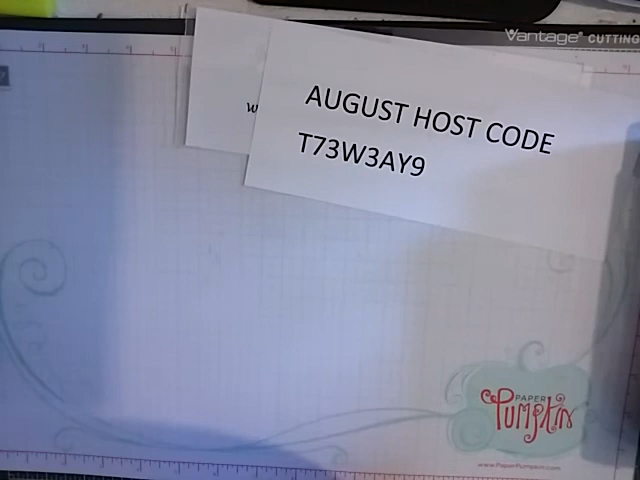 Vantage® CUTTING
w
AUGUST HOST CODE
T73W3AY9
PAPER
PUMPKIN
www.PaperPumpkin.com